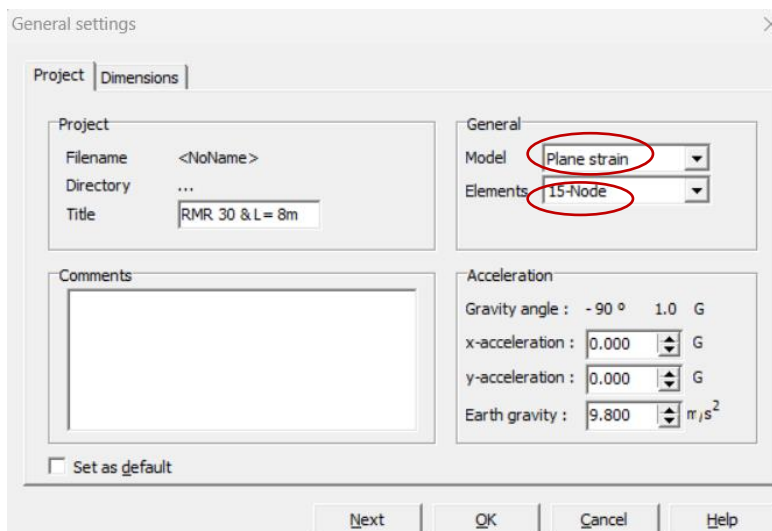 General settings
Project
Dimensions
Project
Filename <NoName>
Directory ...
Title RMR 30 & L= 8m
General
Model Plane strain
Elements 15-Node
Comments
Acceleration
Gravity angle : - 90 º 1.0 G
x-acceleration : 0.000 G
y-acceleration : 0.000 G
Earth gravity : 9.800 m/s²
Set as default
Next OK Cancel Help